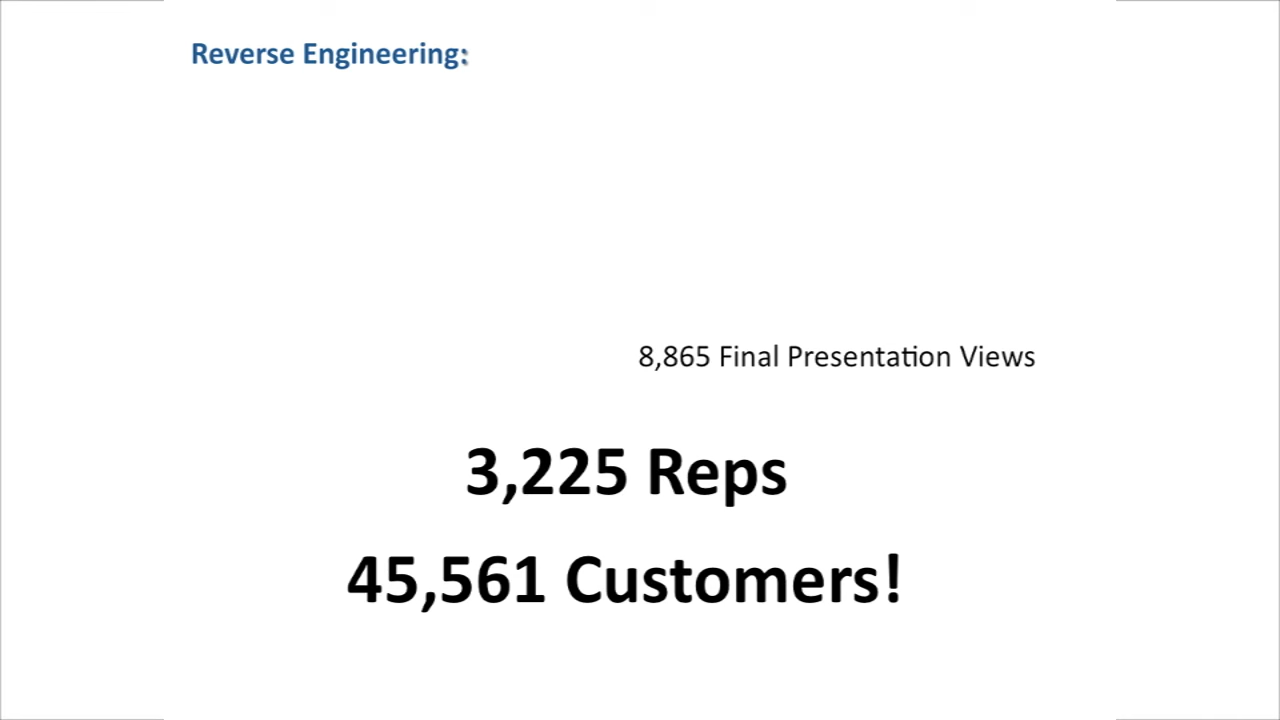 Reverse Engineering:
8,865 Final Presentation Views
3,225 Reps
45,561 Customers!